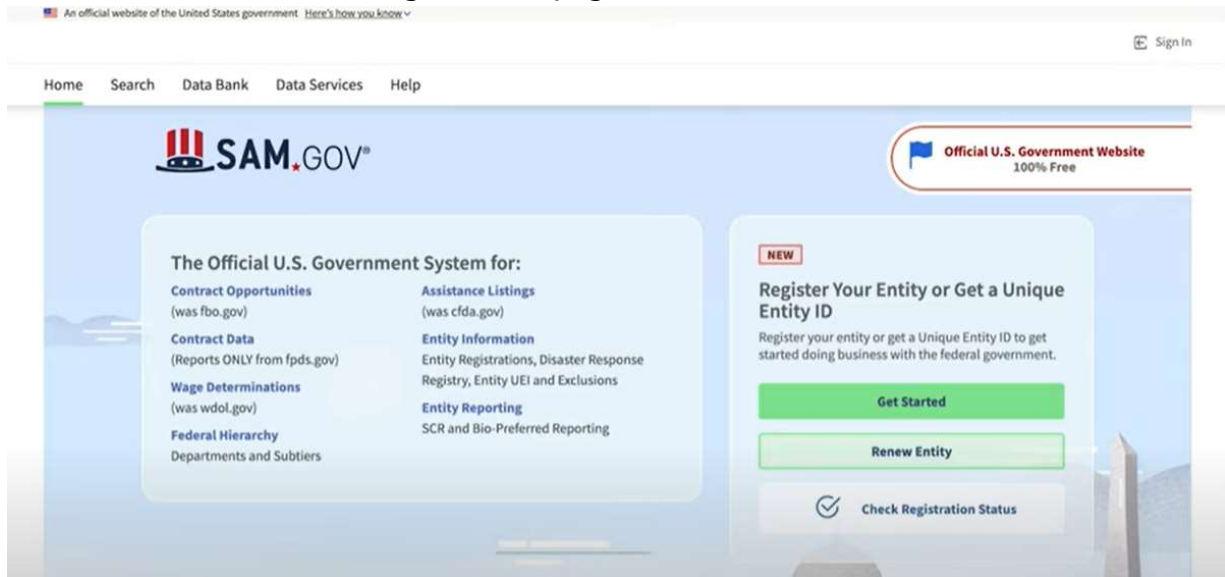 An official website of the United States government Here's how you know
Sign In
Home Search Data Bank Data Services Help
SAM.GOV®
Official U.S. Government Website
100% Free
The Official U.S. Government System for:
Contract Opportunities
(was fbo.gov)
Contract Data
(Reports ONLY from fpds.gov)
Wage Determinations
(was wdol.gov)
Federal Hierarchy
Departments and Subtiers
Assistance Listings
(was cfda.gov)
Entity Information
Entity Registrations, Disaster Response
Registry, Entity UEI and Exclusions
Entity Reporting
SCR and Bio-Preferred Reporting
NEW
Register Your Entity or Get a Unique
Entity ID
Register your entity or get a Unique Entity ID to get
started doing business with the federal government.
Get Started
Renew Entity
Check Registration Status